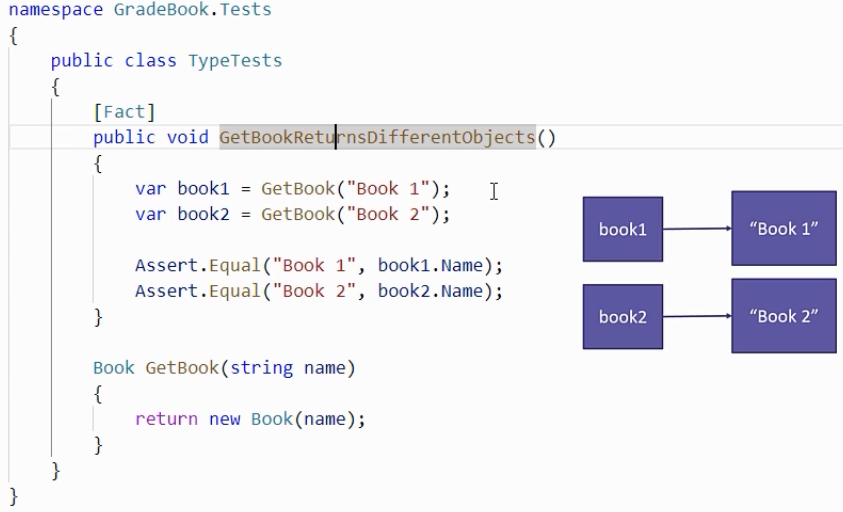 namespace GradeBook.Tests
{
public class TypeTests
{
[Fact]
public void GetBookReturnsDifferentObjects()
{
var book1 = GetBook("Book 1");
var book2 = GetBook("Book 2");
Assert.Equal("Book 1", book1.Name);
Assert.Equal("Book 2", book2.Name);
}
Book GetBook(string name)
{
return new Book(name);
}
}
}
book1
“Book 1”
book2
“Book 2”